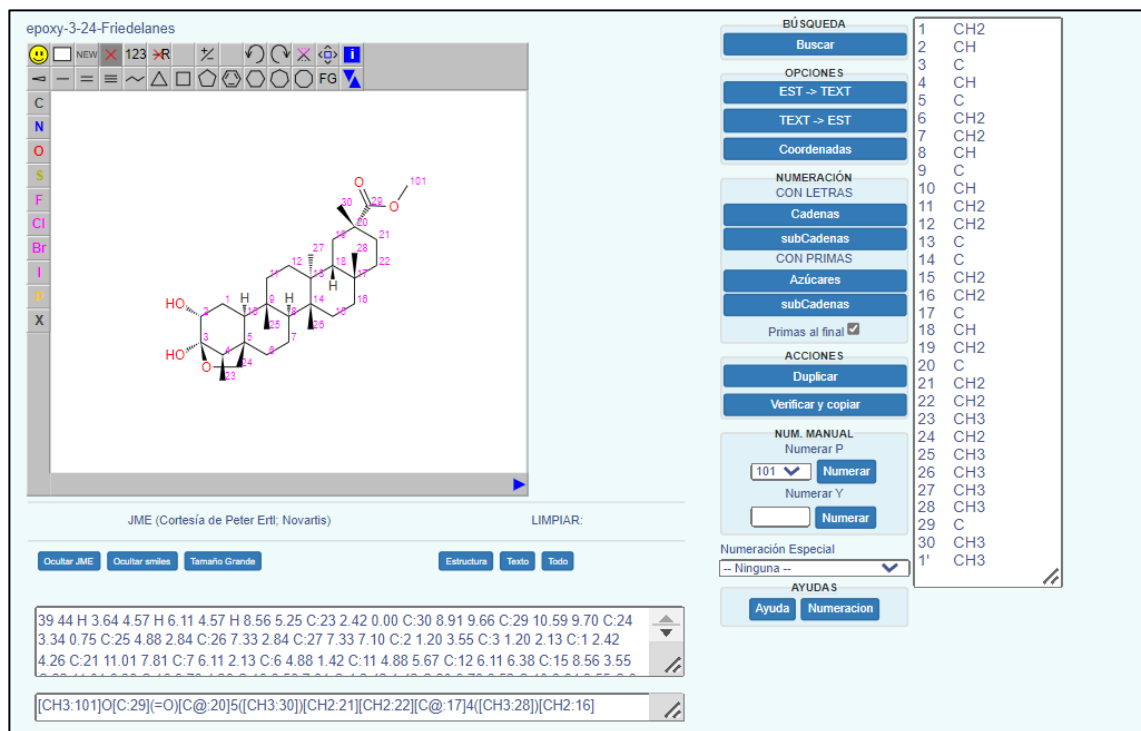 epoxy-3-24-Friedelanes
NEW
123
R
FG
C
N
O
S
F
Cl
Br
I
P
X
O
101
30
29
O
20
19
21
27
28
12
18
22
11
13
H
17
HO
1
H
9
H
14
16
2
10
8
15
25
26
3
5
7
HO
4
6
O
24
23
JME (Cortesía de Peter Ertl; Novartis)
LIMPIAR:
Ocultar JME
Ocultar smiles
Tamaño Grande
Estructura
Texto
Todo
39 44 H 3.64 4.57 H 6.11 4.57 H 8.56 5.25 C:23 2.42 0.00 C:30 8.91 9.66 C:29 10.59 9.70 C:24
3.34 0.75 C:25 4.88 2.84 C:26 7.33 2.84 C:27 7.33 7.10 C:2 1.20 3.55 C:3 1.20 2.13 C:1 2.42
4.26 C:21 11.01 7.81 C:7 6.11 2.13 C:6 4.88 1.42 C:11 4.88 5.67 C:12 6.11 6.38 C:15 8.56 3.55
[CH3:101]O[C:29](=O)[C@:20]5([CH3:30])[CH2:21][CH2:22][C@:17]4([CH3:28])[CH2:16]
BÚSQUEDA
Buscar
OPCIONES
EST -> TEXT
TEXT -> EST
Coordenadas
NUMERACIÓN
CON LETRAS
Cadenas
subCadenas
CON PRIMAS
Azúcares
subCadenas
Primas al final
ACCIONES
Duplicar
Verificar y copiar
NUM. MANUAL
Numerar P
101
Numerar
Numerar Y
Numerar
Numeración Especial
-- Ninguna --
AYUDAS
Ayuda
Numeracion
1 CH2
2 CH
3 C
4 CH
5 C
6 CH2
7 CH2
8 CH
9 C
10 CH
11 CH2
12 CH2
13 C
14 C
15 CH2
16 CH2
17 C
18 CH
19 CH2
20 C
21 CH2
22 CH2
23 CH3
24 CH2
25 CH3
26 CH3
27 CH3
28 CH3
29 C
30 CH3
1' CH3